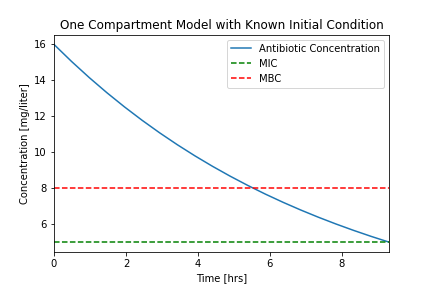 One Compartment Model with Known Initial Condition
16
14
12
10
8
6
Concentration [mg/liter]
Antibiotic Concentration
MIC
MBC
0 2 4 6 8
Time [hrs]